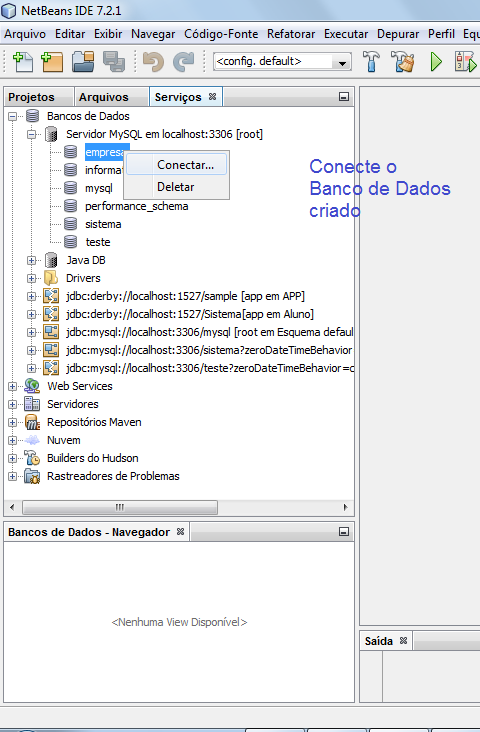 NetBeans IDE 7.2.1
Arquivo Editar Exibir Navegar Código-Fonte Refatorar Executar Depurar Perfil Equ
<config. default>
Projetos Arquivos Serviços
Bancos de Dados
Servidor MySQL em localhost:3306 [root]
empresa
Conectar...
informat
mysql
Deletar
performance_schema
sistema
teste
Conecte o
Banco de Dados
criado
Java DB
Drivers
jdbc:derby://localhost:1527/sample [app em APP]
jdbc:derby://localhost:1527/Sistema[app em Aluno]
jdbc:mysql://localhost:3306/mysql [root em Esquema defaul
jdbc:mysql://localhost:3306/sistema?zeroDateTimeBehavior
jdbc:mysql://localhost:3306/teste?zeroDateTimeBehavior=c
Web Services
Servidores
Repositórios Maven
Nuvem
Builders do Hudson
Rastreadores de Problemas
Bancos de Dados - Navegador
<Nenhuma View Disponível>
Saída